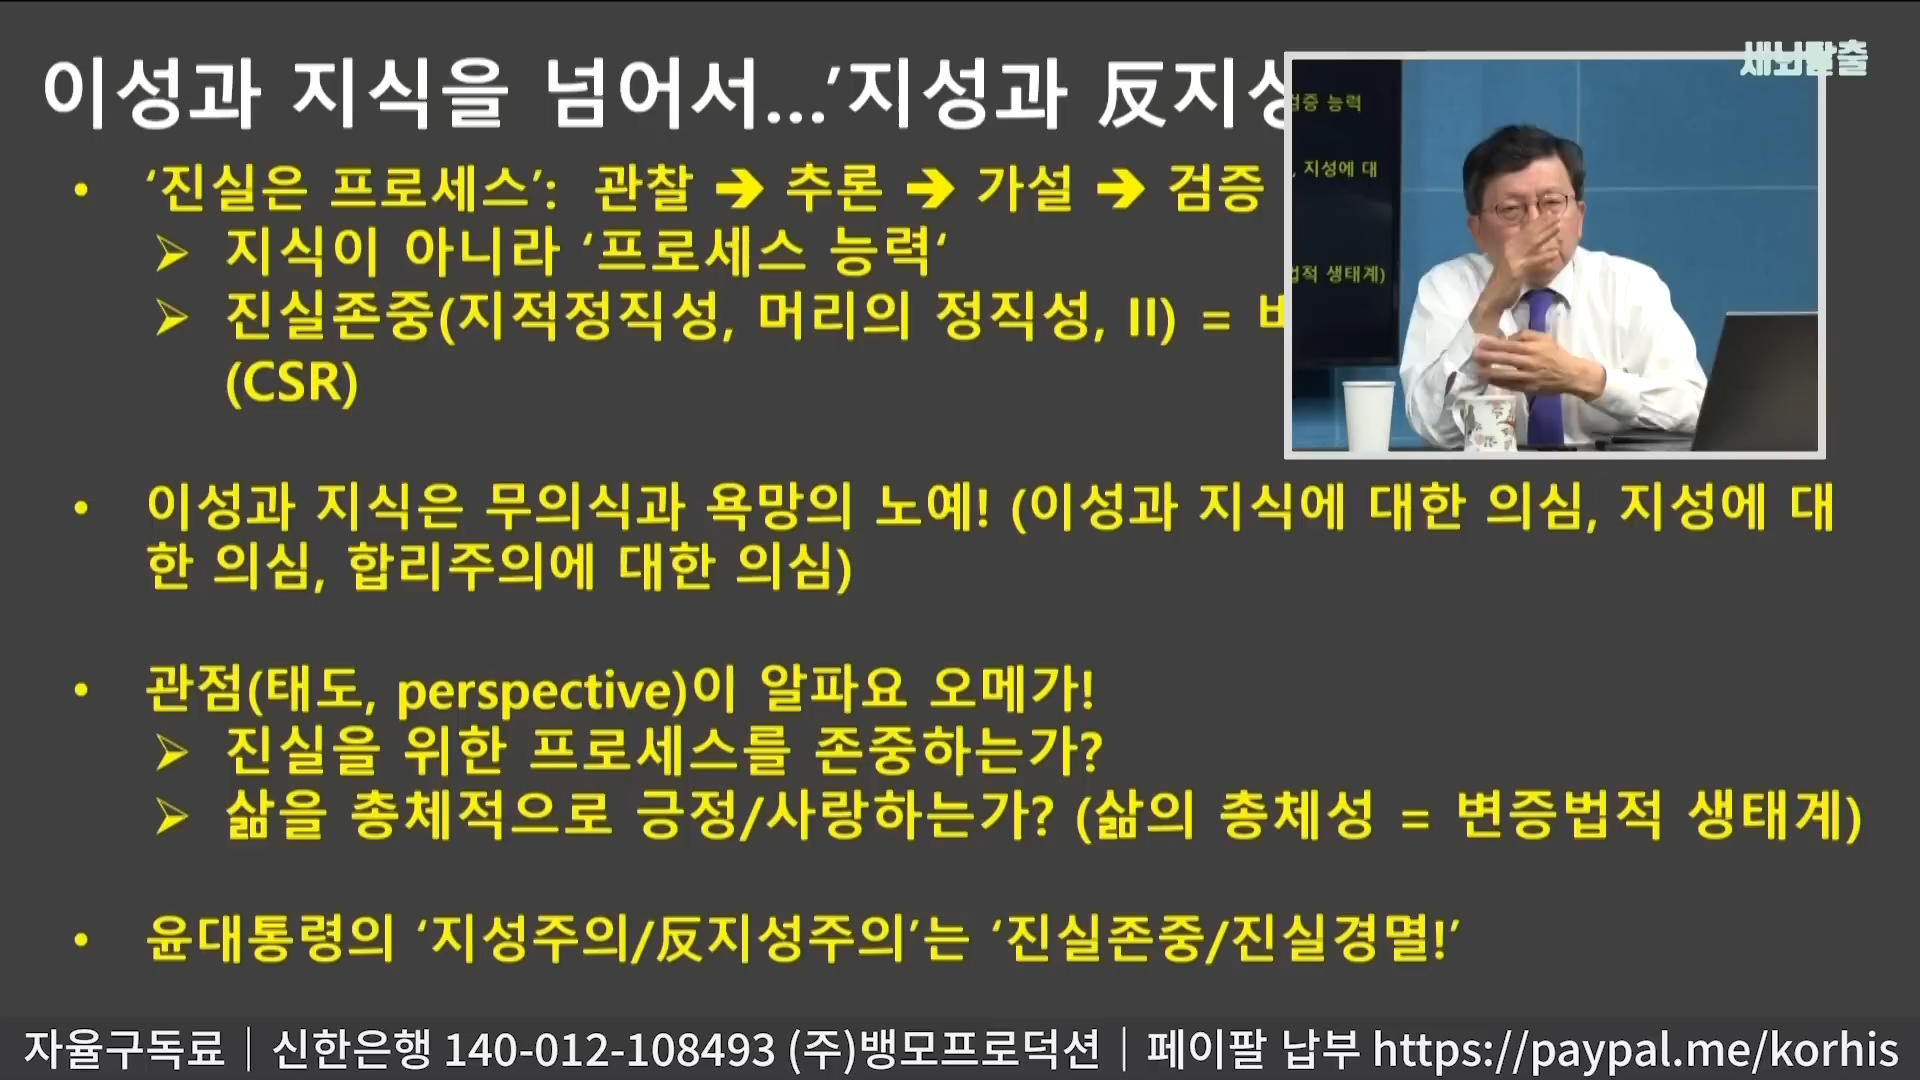 이성과 지식을 넘어서...’지성과 反지성
세뇌탈출
• ‘진실은 프로세스’: 관찰 ➔ 추론 ➔ 가설 ➔ 검증
➢ 지식이 아니라 ‘프로세스 능력‘
➢ 진실존중(지적정직성, 머리의 정직성, II) =
(CSR)
검증 능력
, 지성에 대
법적 생태계)
• 이성과 지식은 무의식과 욕망의 노예! (이성과 지식에 대한 의심, 지성에 대
한 의심, 합리주의에 대한 의심)
• 관점(태도, perspective)이 알파요 오메가!
➢ 진실을 위한 프로세스를 존중하는가?
➢ 삶을 총체적으로 긍정/사랑하는가? (삶의 총체성 = 변증법적 생태계)
• 윤대통령의 ‘지성주의/反지성주의’는 ‘진실존중/진실경멸!’
자율구독료｜신한은행 140-012-108493 (주)뱅모프로덕션｜페이팔 납부 https://paypal.me/korhis